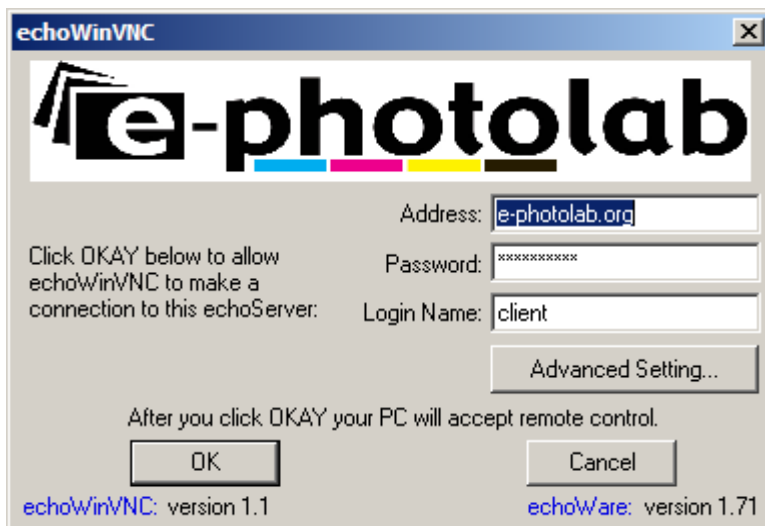 echoWinVNC
e-photolab
Address: e-photolab.org
Click OKAY below to allow
echoWinVNC to make a
connection to this echoServer:
Password: **********
Login Name: client
Advanced Setting...
After you click OKAY your PC will accept remote control.
OK Cancel
echoWinVNC: version 1.1 echoWare: version 1.71